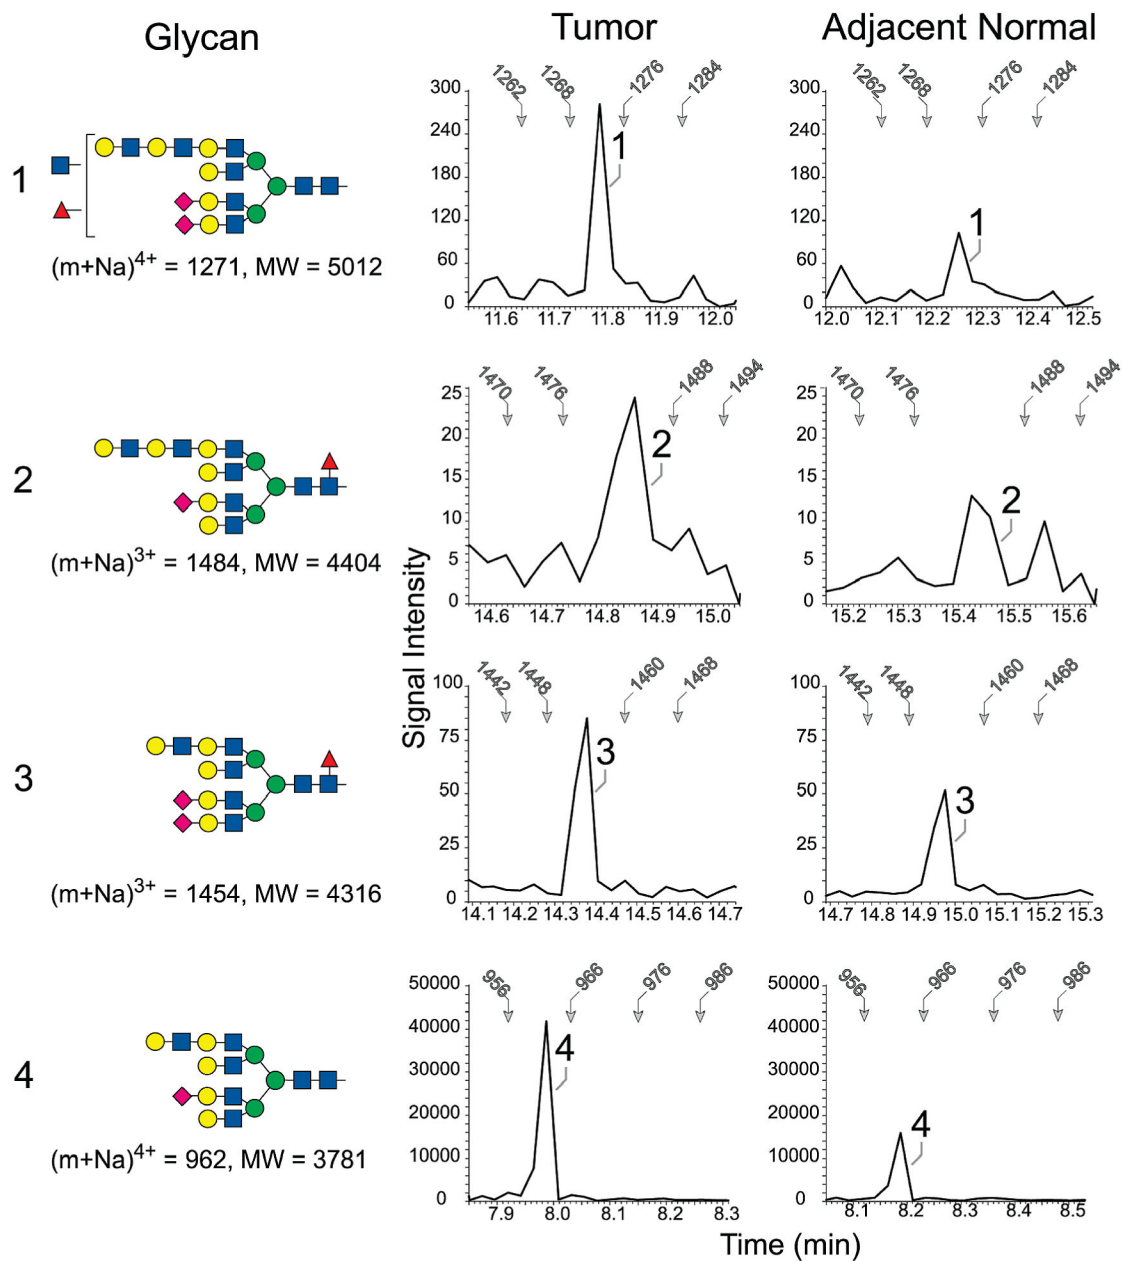 Glycan
Tumor
Adjacent Normal
Signal Intensity
1
(m+Na)4+ = 1271, MW = 5012
1262 1268 1276 1284
300
240
180
120
60
0
1
11.6 11.7 11.8 11.9 12.0
1262 1268 1276 1284
300
240
180
120
60
0
1
12.0 12.1 12.2 12.3 12.4 12.5
2
(m+Na)3+ = 1484, MW = 4404
1470 1476 1488 1494
25
20
15
10
5
0
2
14.6 14.7 14.8 14.9 15.0
1470 1476 1488 1494
25
20
15
10
5
0
2
15.2 15.3 15.4 15.5 15.6
3
(m+Na)3+ = 1454, MW = 4316
1442 1448 1460 1468
100
75
50
25
0
3
14.1 14.2 14.3 14.4 14.6 14.7
1442 1448 1460 1468
100
75
50
25
0
3
14.7 14.8 14.9 15.0 15.1 15.2 15.3
4
(m+Na)4+ = 962, MW = 3781
956 966 976 986
50000
40000
30000
20000
10000
0
4
7.9 8.0 8.1 8.2 8.3
956 966 976 986
50000
40000
30000
20000
10000
0
4
8.1 8.2 8.3 8.4 8.5
Time (min)